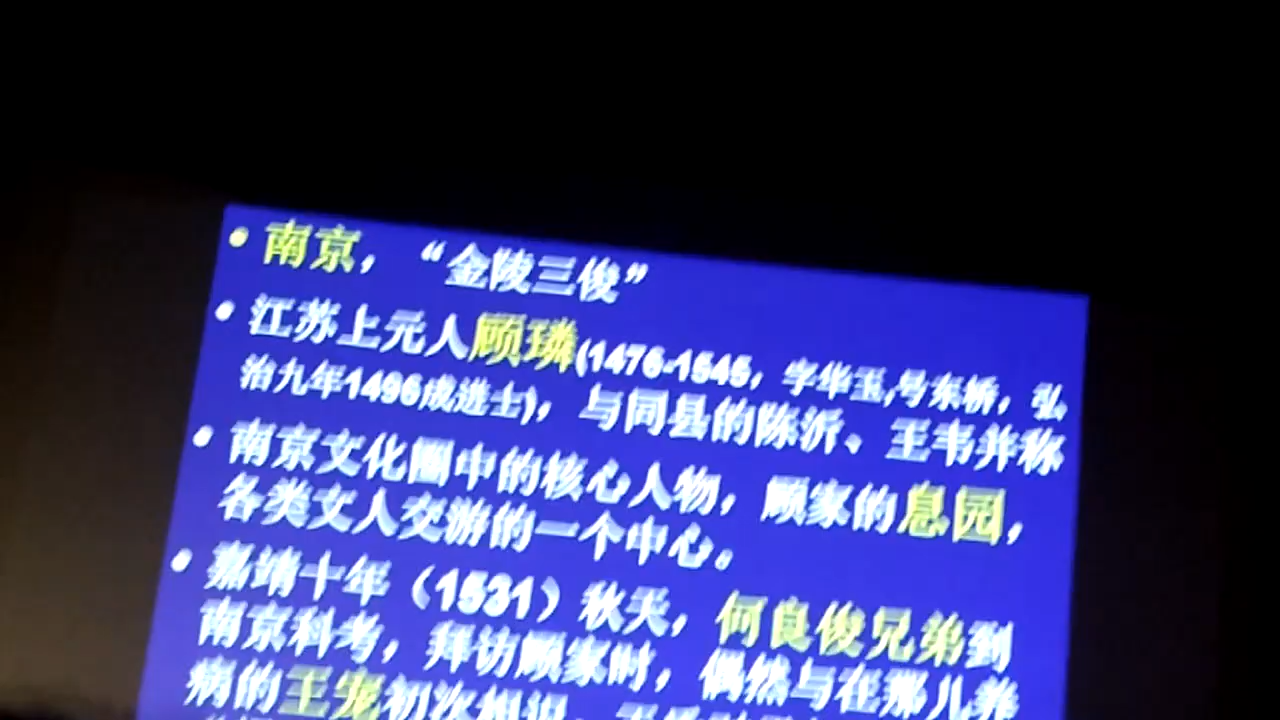 • 南京，“金陵三俊”
• 江苏上元人顾璘(1476-1545，字华玉,号东桥，弘
治九年1496成进士)，与同县的陈沂、王韦并称
• 南京文化圈中的核心人物，顾家的息园，
各类文人交游的一个中心。
• 嘉靖十年（1531）秋天，何良俊兄弟到
南京科考，拜访顾家时，偶然与在那儿养
病的王宠初次相识，